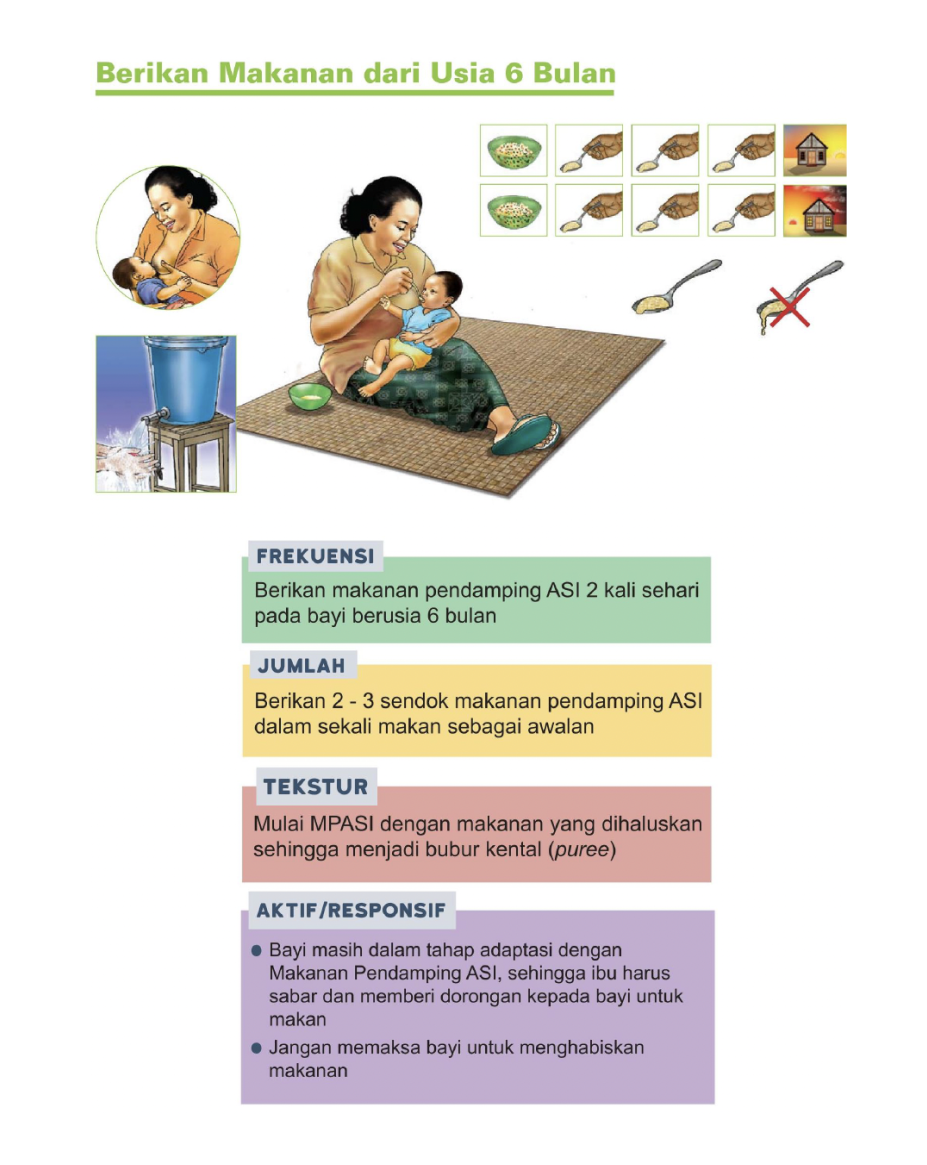 Berikan Makanan dari Usia 6 Bulan
FREKUENSI
Berikan makanan pendamping ASI 2 kali sehari
pada bayi berusia 6 bulan
JUMLAH
Berikan 2 - 3 sendok makanan pendamping ASI
dalam sekali makan sebagai awalan
TEKSTUR
Mulai MPASI dengan makanan yang dihaluskan
sehingga menjadi bubur kental (puree)
AKTIF/RESPONSIF
● Bayi masih dalam tahap adaptasi dengan
Makanan Pendamping ASI, sehingga ibu harus
sabar dan memberi dorongan kepada bayi untuk
makan
● Jangan memaksa bayi untuk menghabiskan
makanan